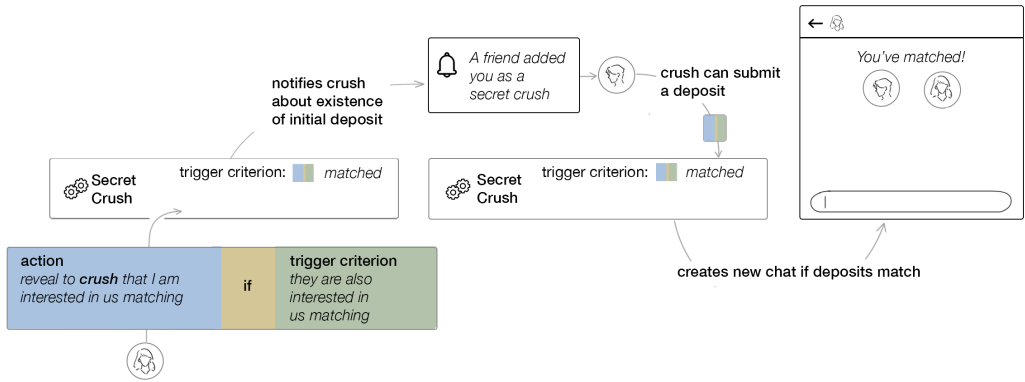 action
reveal to crush that I am
interested in us matching
if
trigger criterion
they are also
interested in
us matching
Secret
Crush
trigger criterion: matched
notifies crush
about existence
of initial deposit
A friend added
you as a
secret crush
crush can submit
a deposit
Secret
Crush
trigger criterion: matched
creates new chat if deposits match
You've matched!